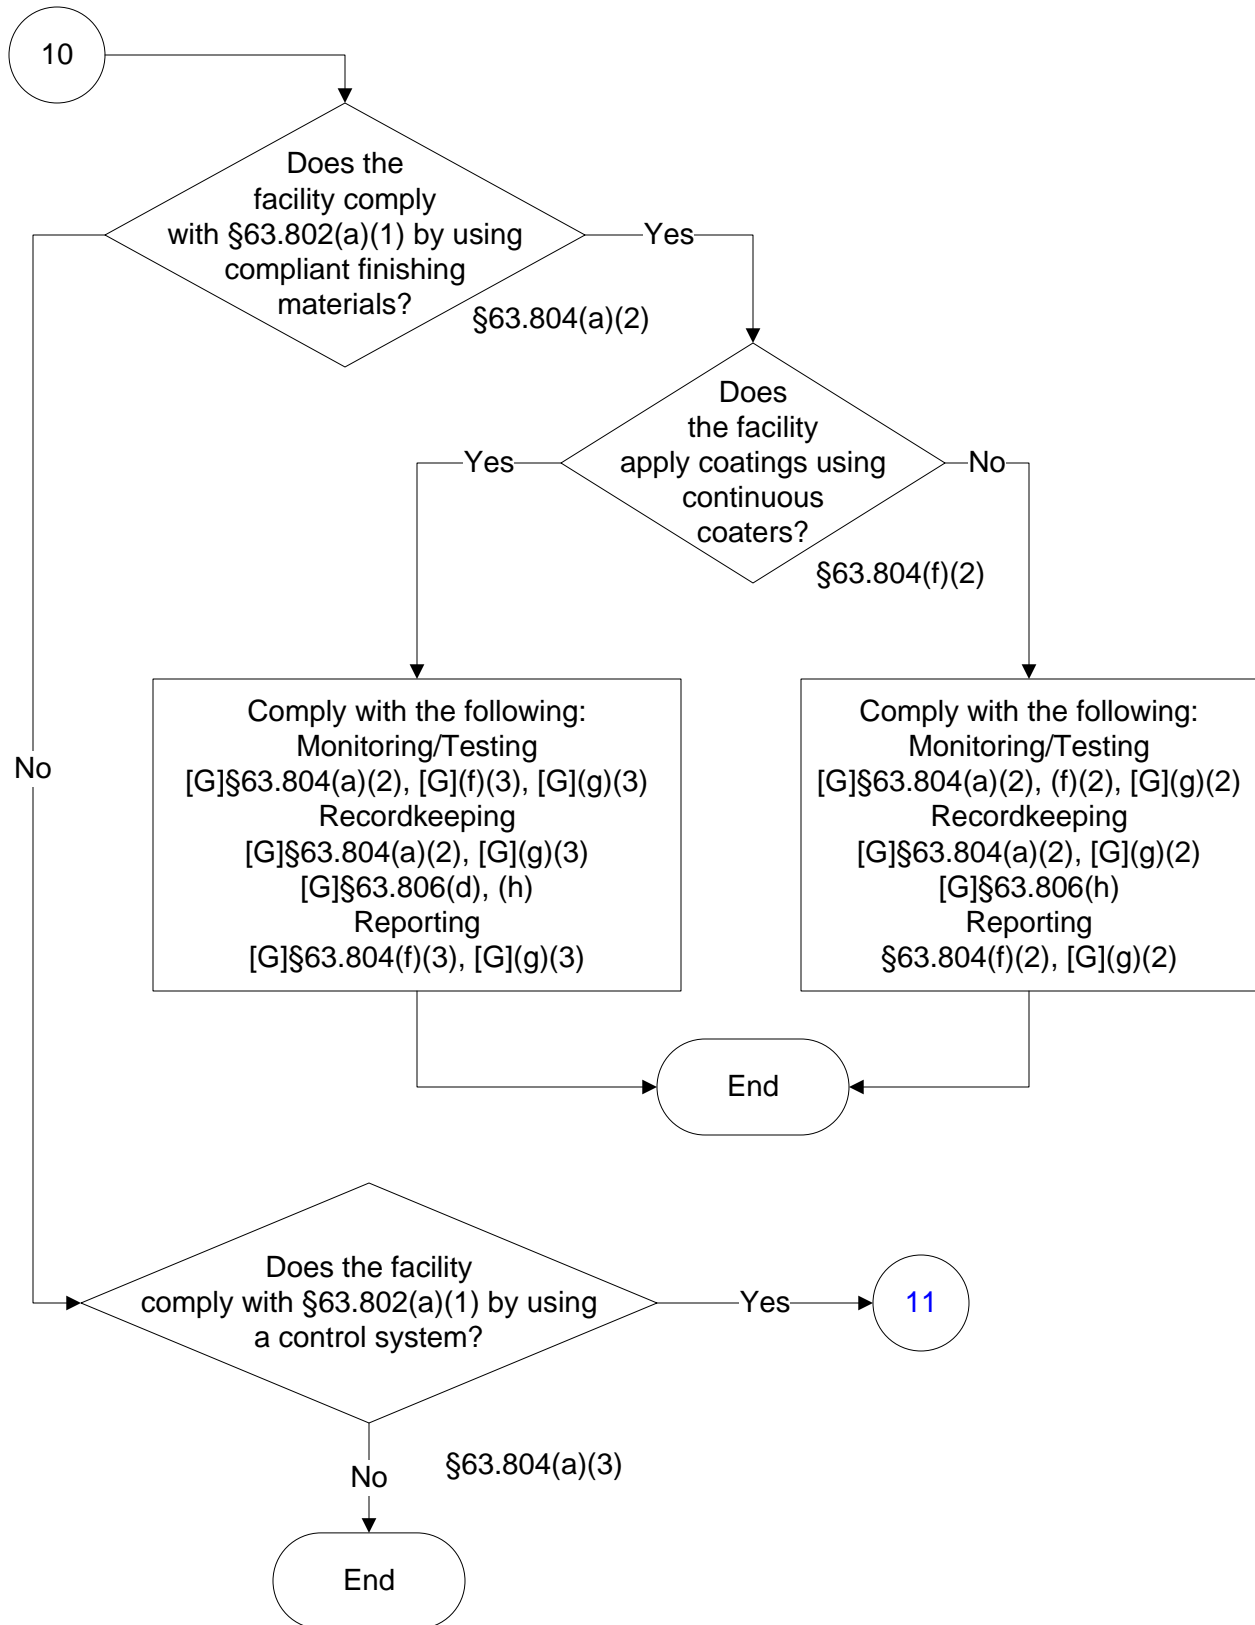 10
Does the
facility comply
with §63.802(a)(1) by using
compliant finishing
materials?
Yes
§63.804(a)(2)
Does
the facility
apply coatings using
continuous
coaters?
Yes
No
§63.804(f)(2)
Comply with the following:
Monitoring/Testing
[G]§63.804(a)(2), [G](f)(3), [G](g)(3)
Recordkeeping
[G]§63.804(a)(2), [G](g)(3)
[G]§63.806(d), (h)
Reporting
[G]§63.804(f)(3), [G](g)(3)
Comply with the following:
Monitoring/Testing
[G]§63.804(a)(2), (f)(2), [G](g)(2)
Recordkeeping
[G]§63.804(a)(2), [G](g)(2)
[G]§63.806(h)
Reporting
§63.804(f)(2), [G](g)(2)
No
End
Does the facility
comply with §63.802(a)(1) by using
a control system?
Yes
11
§63.804(a)(3)
No
End